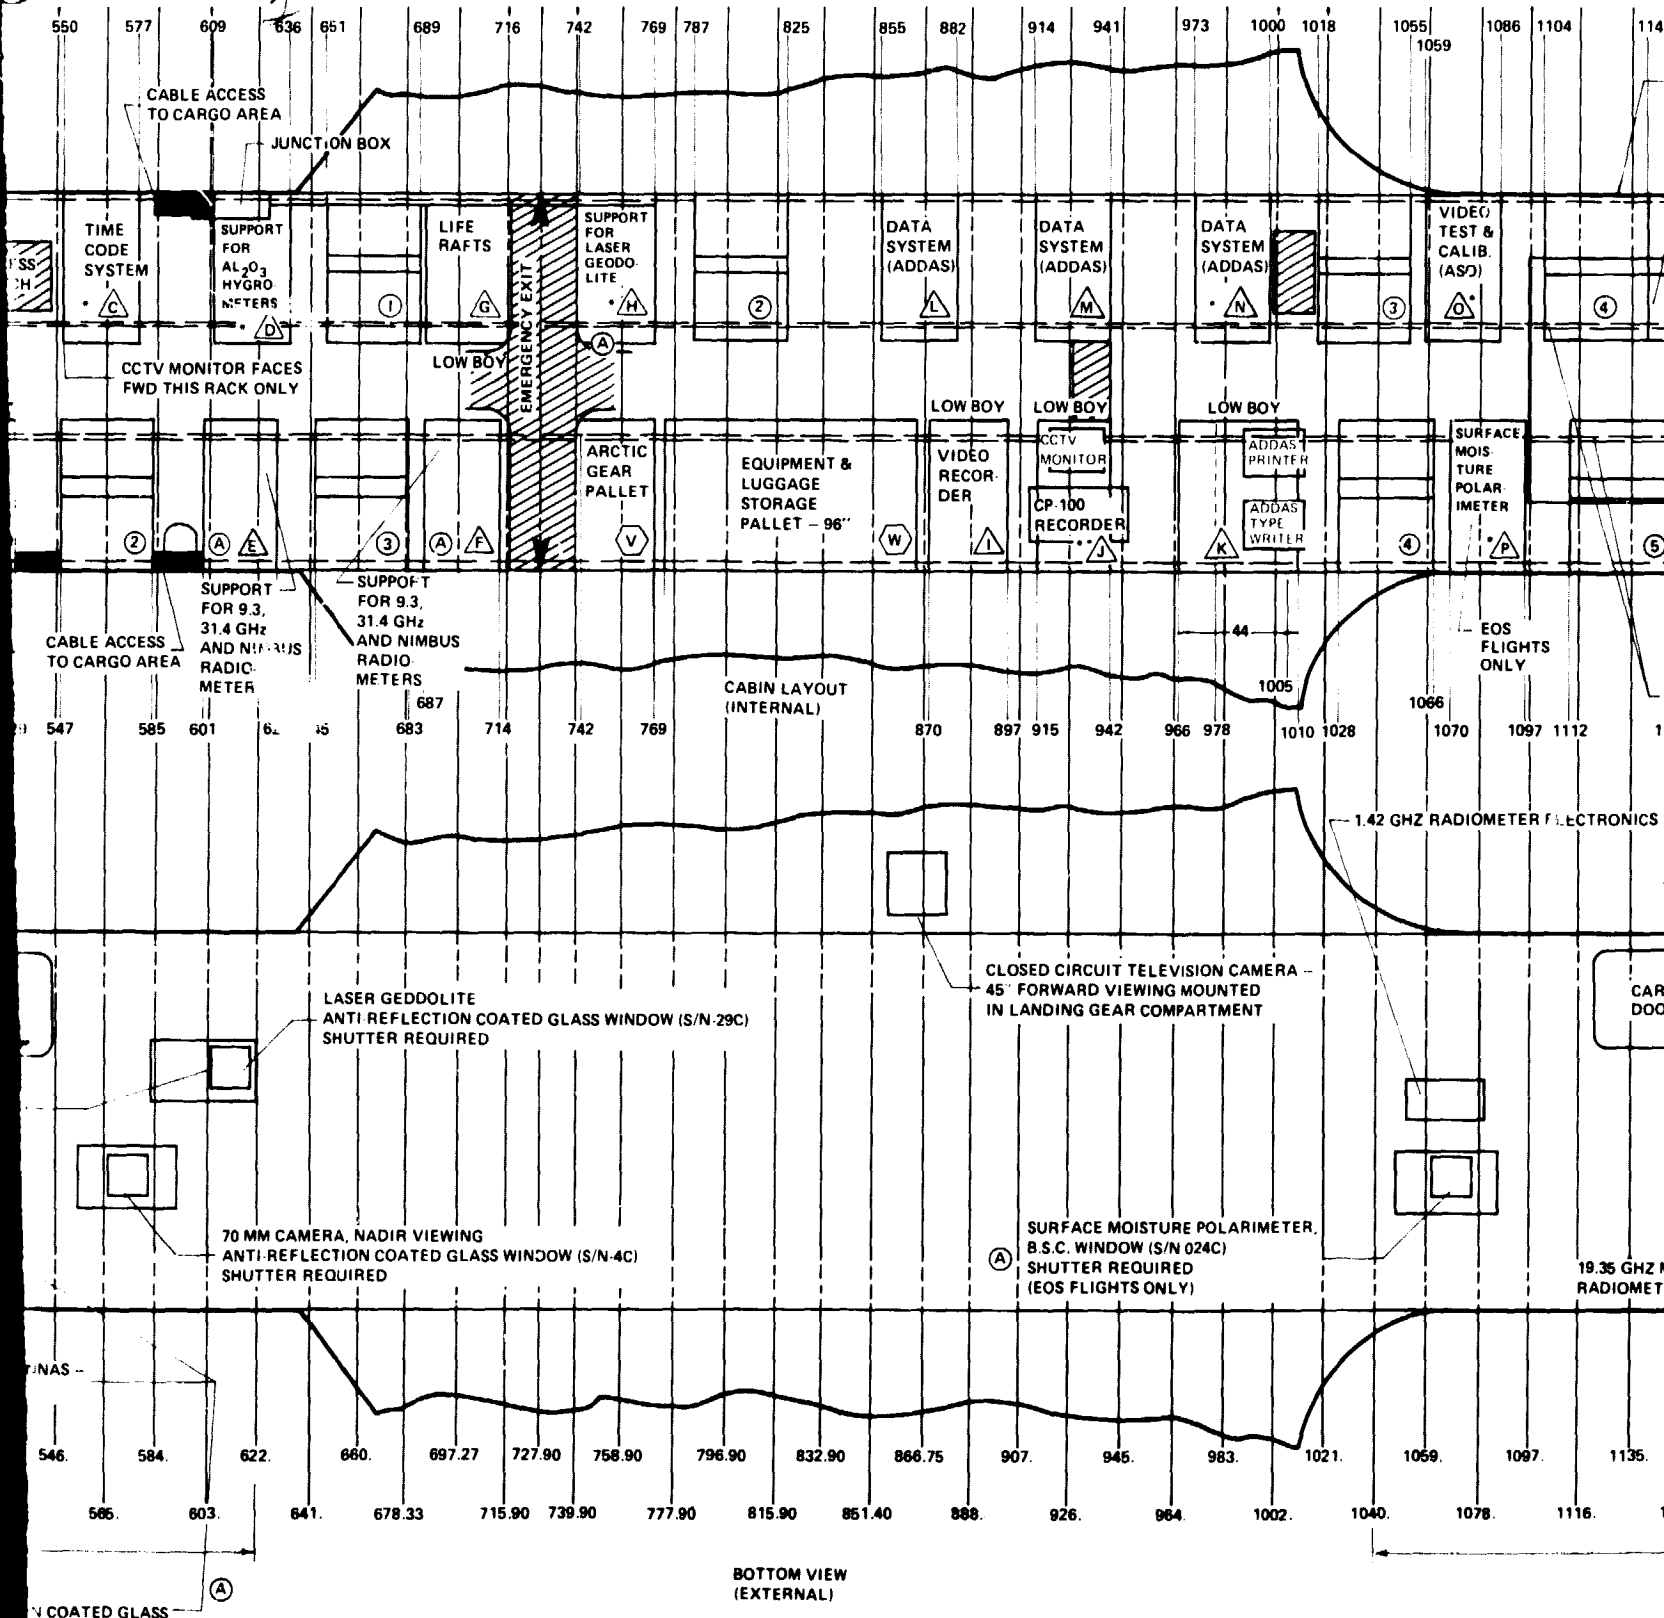 550 577 609 636 651 689 716 742 769 787 825 855 882 914 941 973 1000 1018 1055 1086 1104
1059
CABLE ACCESS
TO CARGO AREA
JUNCTION BOX
TIME
CODE
SYSTEM
C
SUPPORT
FOR
AL2O3
HYGRO-
METERS
D
1
LIFE
RAFTS
G
EMERGENCY EXIT
SUPPORT
FOR
LASER
GEODO-
LITE
H
A
2
DATA
SYSTEM
(ADDAS)
L
DATA
SYSTEM
(ADDAS)
M
DATA
SYSTEM
(ADDAS)
N
3
VIDEO
TEST &
CALIB.
(ASO)
O
4
CCTV MONITOR FACES
FWD THIS RACK ONLY
LOW BOY
LOW BOY
LOW BOY
LOW BOY
2
A
E
3
A
F
ARCTIC
GEAR
PALLET
V
EQUIPMENT &
LUGGAGE
STORAGE
PALLET – 96"
W
VIDEO
RECOR-
DER
I
CCTV
MONITOR
CP-100
RECORDER
J
K
ADDAS
PRINTER
ADDAS
TYPE
WRITER
4
SURFACE
MOIS-
TURE
POLAR-
IMETER
P
5
CABLE ACCESS
TO CARGO AREA
SUPPORT
FOR 9.3,
31.4 GHz
AND NIMBUS
RADIO-
METER
SUPPORT
FOR 9.3,
31.4 GHz
AND NIMBUS
RADIO-
METERS
44
EOS
FLIGHTS
ONLY
CABIN LAYOUT
(INTERNAL)
687 1005 1066
547 585 601 683 714 742 769 870 897 915 942 966 978 1010 1028 1070 1097 1112
1.42 GHZ RADIOMETER ELECTRONICS
CLOSED CIRCUIT TELEVISION CAMERA –
45° FORWARD VIEWING MOUNTED
IN LANDING GEAR COMPARTMENT
CAR
DOO
LASER GEDDOLITE
ANTI-REFLECTION COATED GLASS WINDOW (S/N-29C)
SHUTTER REQUIRED
70 MM CAMERA, NADIR VIEWING
ANTI-REFLECTION COATED GLASS WINDOW (S/N-4C)
SHUTTER REQUIRED
A
SURFACE MOISTURE POLARIMETER,
B.S.C. WINDOW (S/N 024C)
SHUTTER REQUIRED
(EOS FLIGHTS ONLY)
19.35 GHZ
RADIOMET
NAS
546. 584. 622. 660. 697.27 727.90 758.90 796.90 832.90 866.75 907. 945. 983. 1021. 1059. 1097. 1135.
565. 603. 641. 678.33 715.90 739.90 777.90 815.90 851.40 888. 926. 964. 1002. 1040. 1078. 1116.
BOTTOM VIEW
(EXTERNAL)
A
COATED GLASS